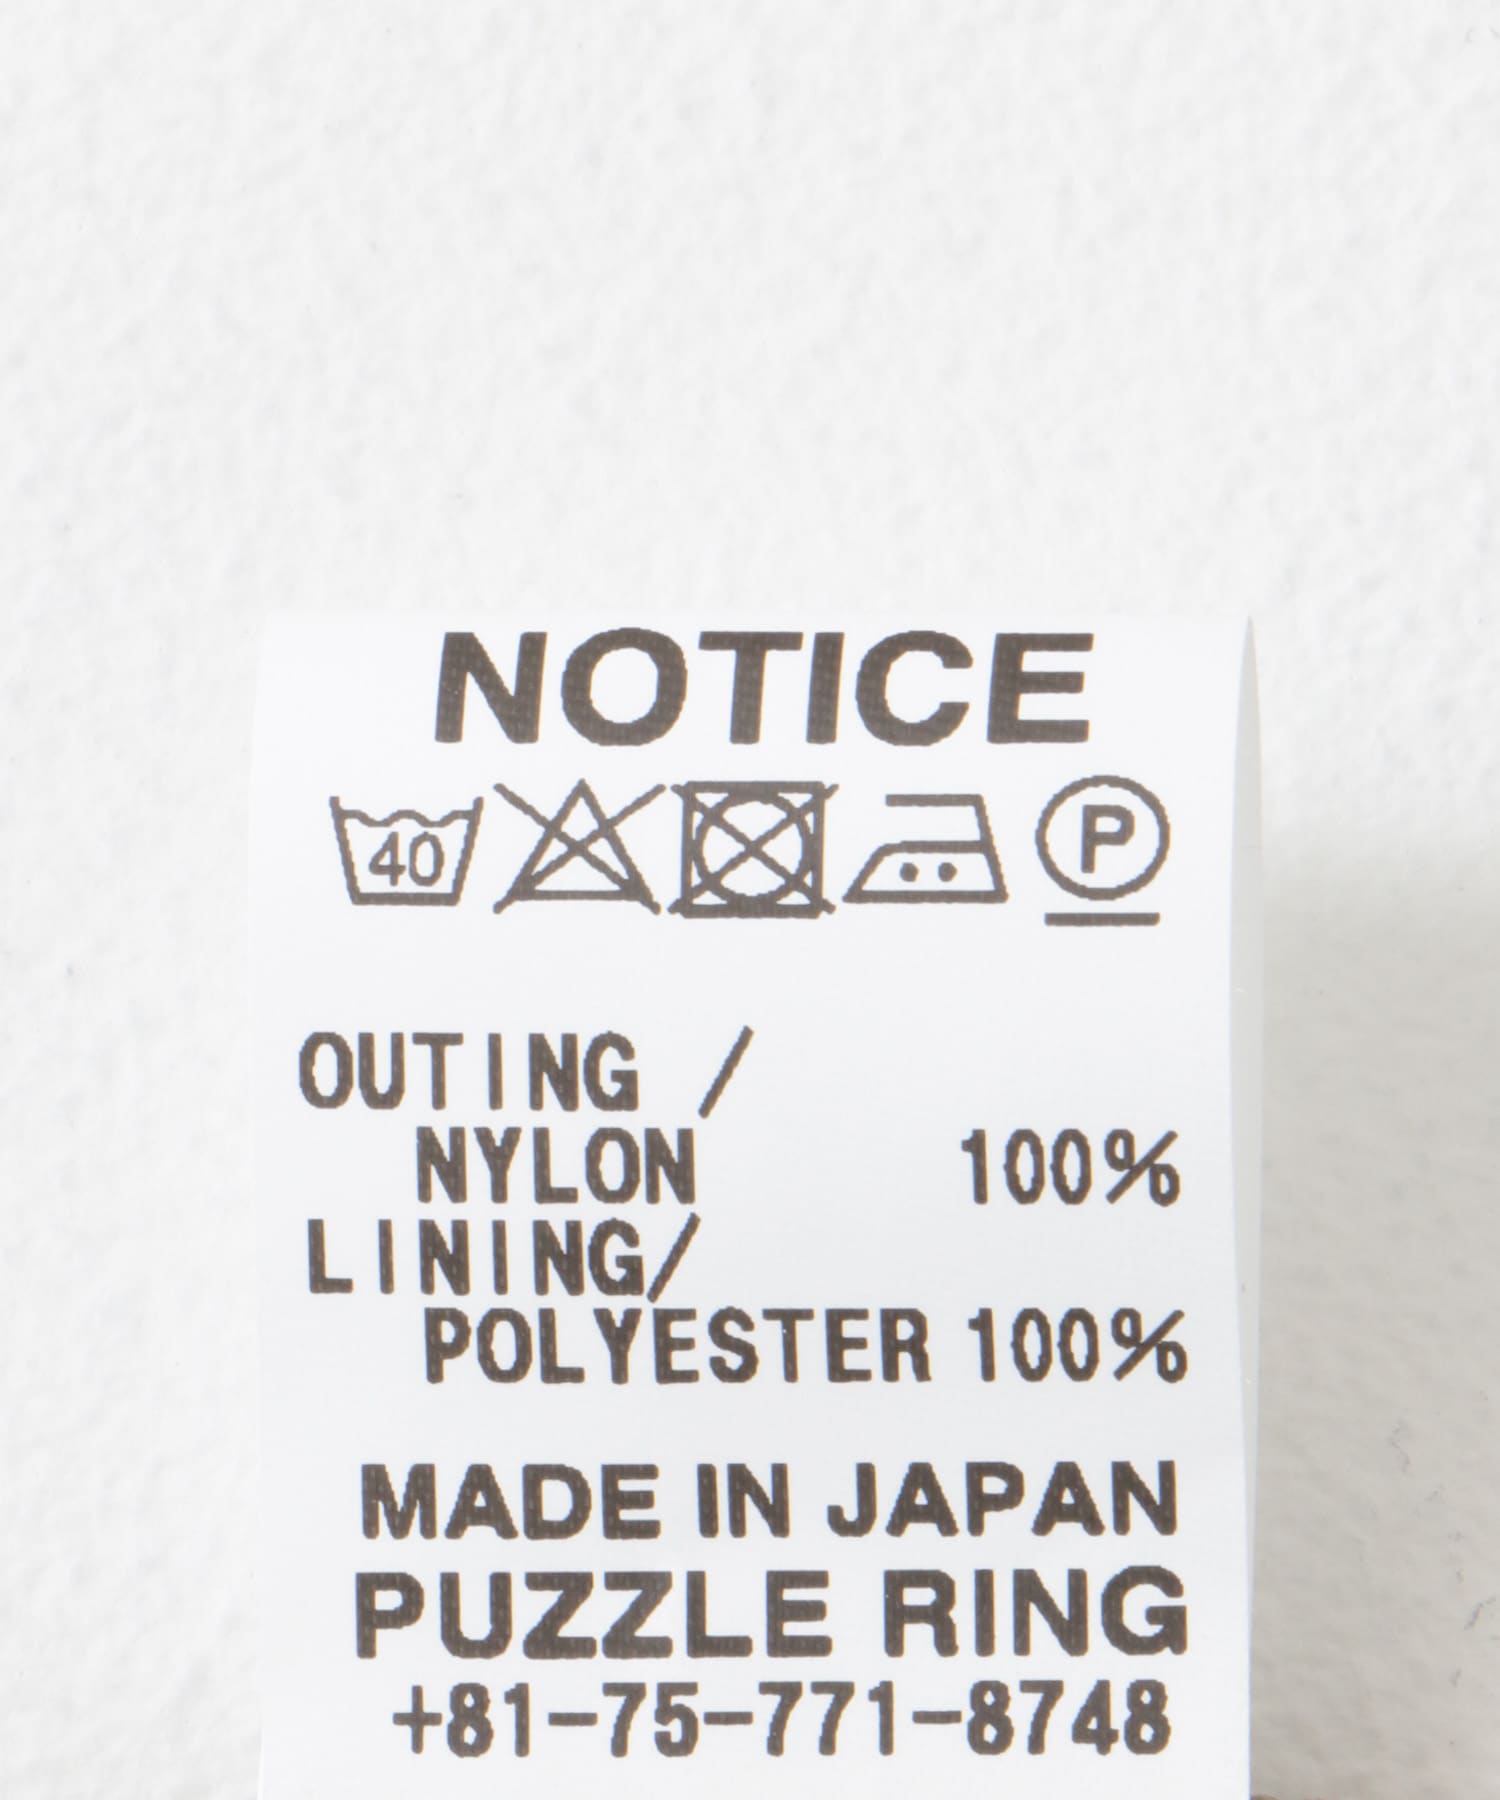 NOTICE
40 P
OUTING /
NYLON 100%
LINING/
POLYESTER 100%
MADE IN JAPAN
PUZZLE RING
+81-75-771-8748